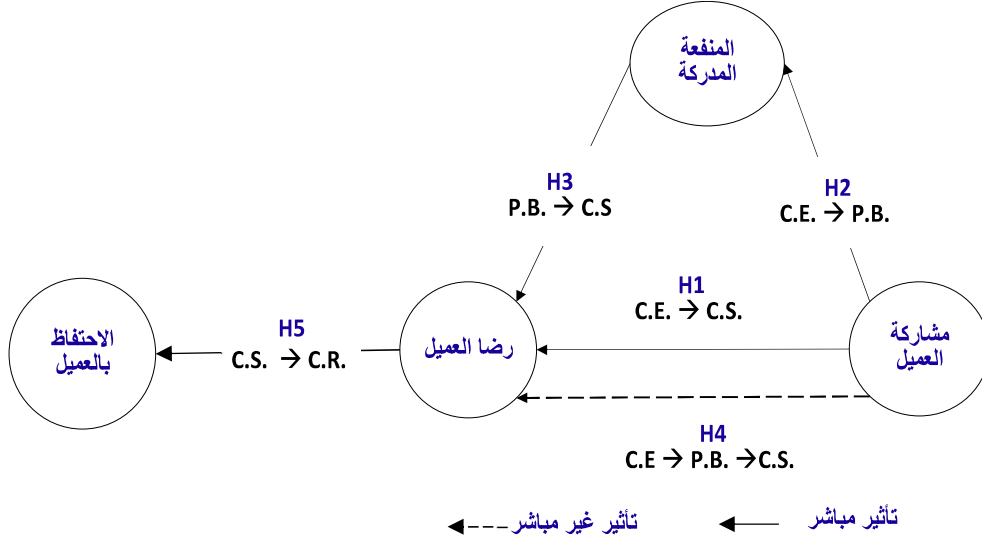 المنفعة
المدركة
H3
P.B. → C.S
H2
C.E. → P.B.
H1
C.E. → C.S.
مشاركة
العميل
رضا العميل
H5
C.S. → C.R.
الاحتفاظ
بالعميل
H4
C.E → P.B. →C.S.
تأثير مباشر
تأثير غير مباشر